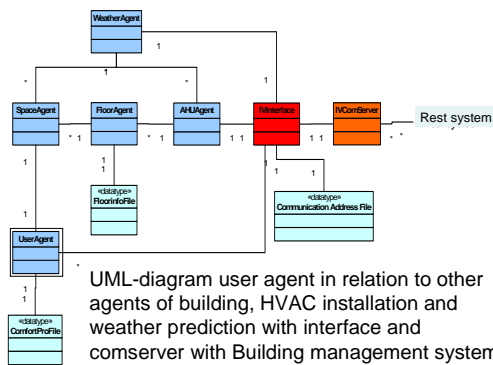 WeatherAgent
1
1
1
*
*
SpaceAgent
FloorAgent
AHUAgent
IVInterface
IVComServer
Rest system
* 1
* 1
1 1
1 1
* *
1
1
1
1
1
1
«datatype»
FloorinfoFile
«datatype»
Communication Address File
1
UserAgent
*
1
1
«datatype»
ComfortProFile
UML-diagram user agent in relation to other
agents of building, HVAC installation and
weather prediction with interface and
comserver with Building management system